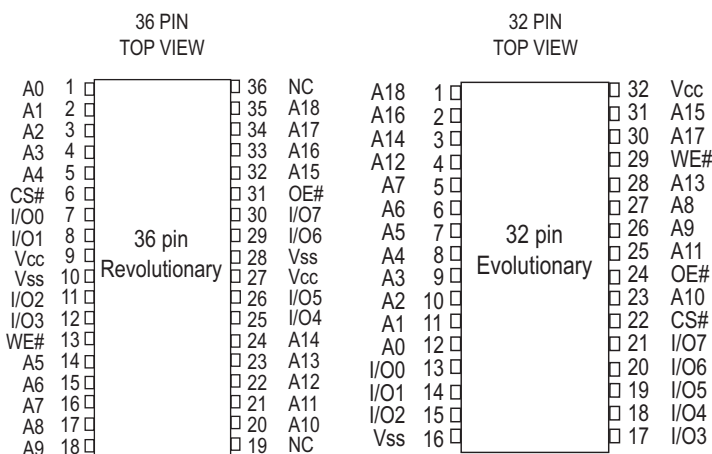 36 PIN
TOP VIEW
A0 1 36 NC
A1 2 35 A18
A2 3 34 A17
A3 4 33 A16
A4 5 32 A15
CS# 6 31 OE#
I/O0 7 30 I/O7
I/O1 8 29 I/O6
Vcc 9 28 Vss
Vss 10 27 Vcc
I/O2 11 26 I/O5
I/O3 12 25 I/O4
WE# 13 24 A14
A5 14 23 A13
A6 15 22 A12
A7 16 21 A11
A8 17 20 A10
A9 18 19 NC
36 pin
Revolutionary
32 PIN
TOP VIEW
A18 1 32 Vcc
A16 2 31 A15
A14 3 30 A17
A12 4 29 WE#
A7 5 28 A13
A6 6 27 A8
A5 7 26 A9
A4 8 25 A11
A3 9 24 OE#
A2 10 23 A10
A1 11 22 CS#
A0 12 21 I/O7
I/O0 13 20 I/O6
I/O1 14 19 I/O5
I/O2 15 18 I/O4
Vss 16 17 I/O3
32 pin
Evolutionary